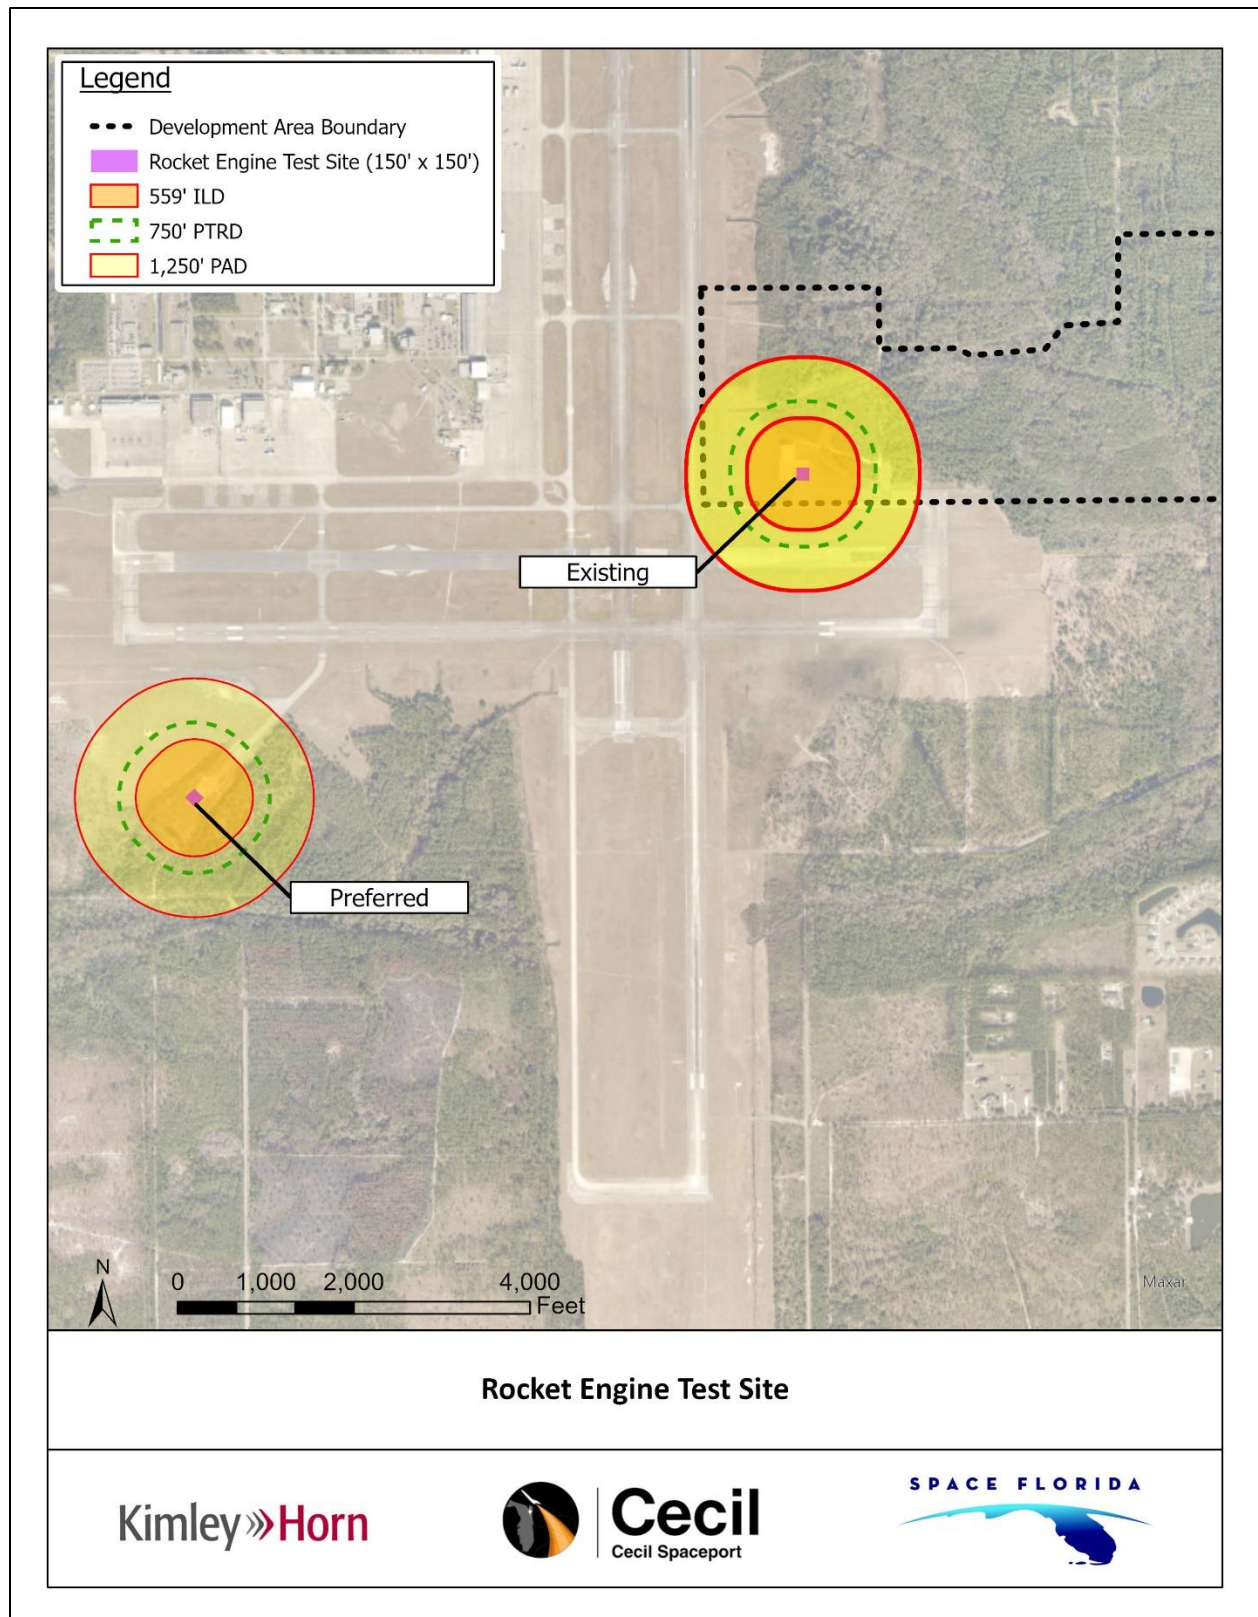 Legend
Development Area Boundary
Rocket Engine Test Site (150' x 150')
559' ILD
750' PTRD
1,250' PAD
Existing
Preferred
N
0 1,000 2,000 4,000
Feet
Maxar
Rocket Engine Test Site
Kimley»Horn
Cecil
Cecil Spaceport
SPACE FLORIDA